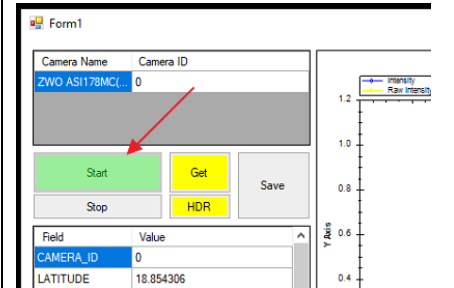 Form1
Camera Name Camera ID
ZWO ASI178MC(... 0
Start Get Save
Stop HDR
Field Value
CAMERA_ID 0
LATITUDE 18.854306
Intensity
Raw Intensity
1.2
1.0
0.8
0.6
0.4
Y Axis